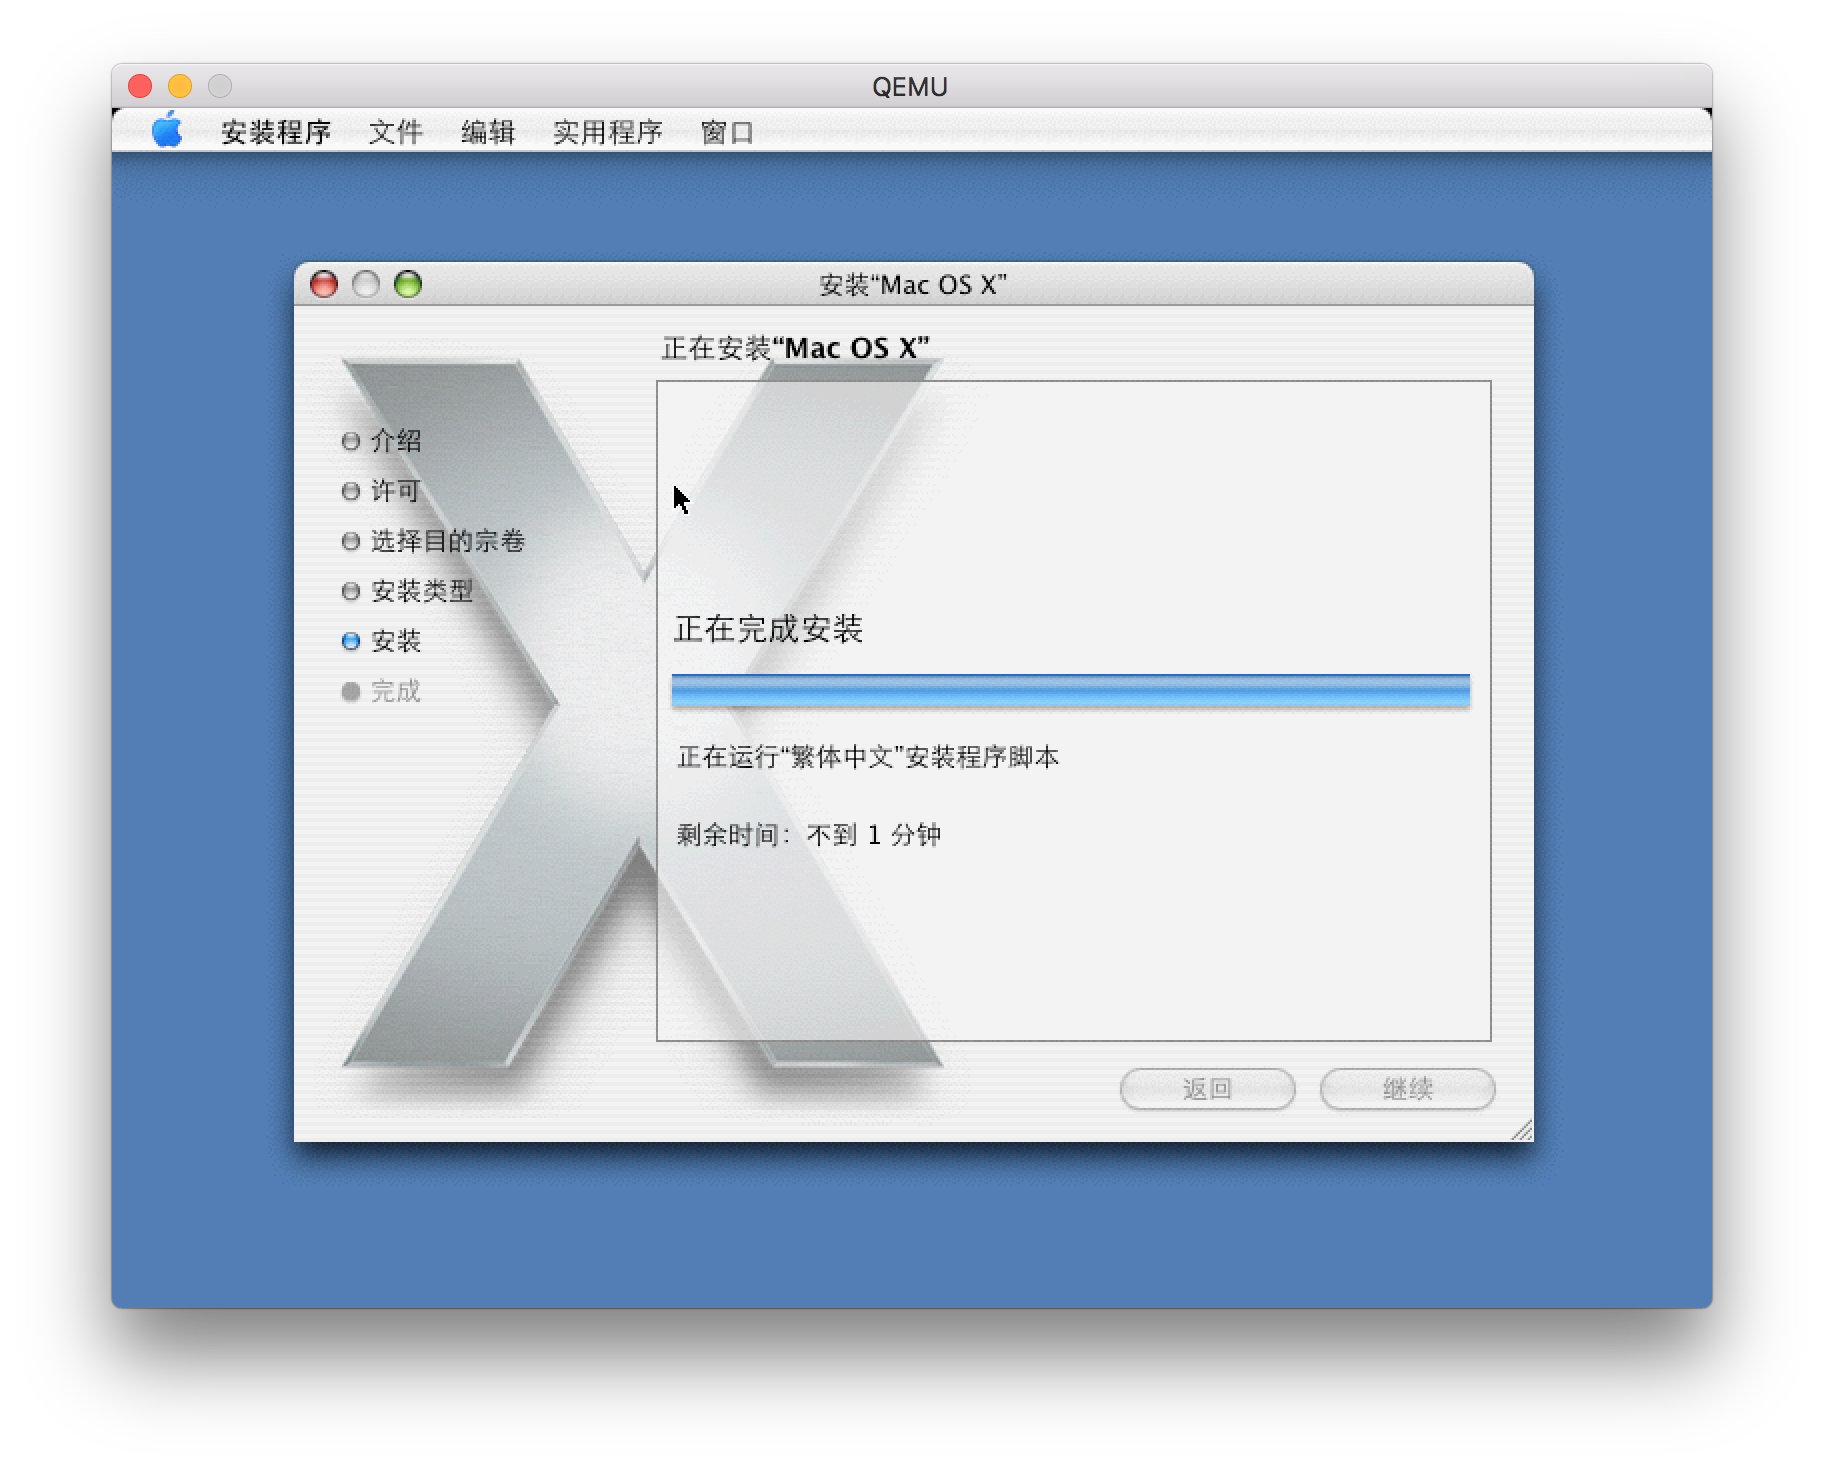 QEMU
安装程序 文件 编辑 实用程序 窗口
安装“Mac OS X”
正在安装“Mac OS X”
介绍
许可
选择目的宗卷
安装类型
安装
完成
正在完成安装
正在运行“繁体中文”安装程序脚本
剩余时间：不到 1 分钟
返回 继续